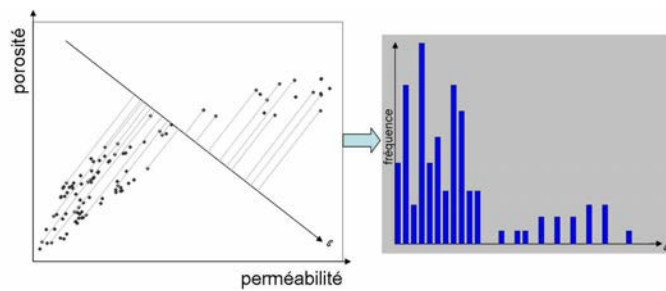 porosité
perméabilité
ε
fréquence